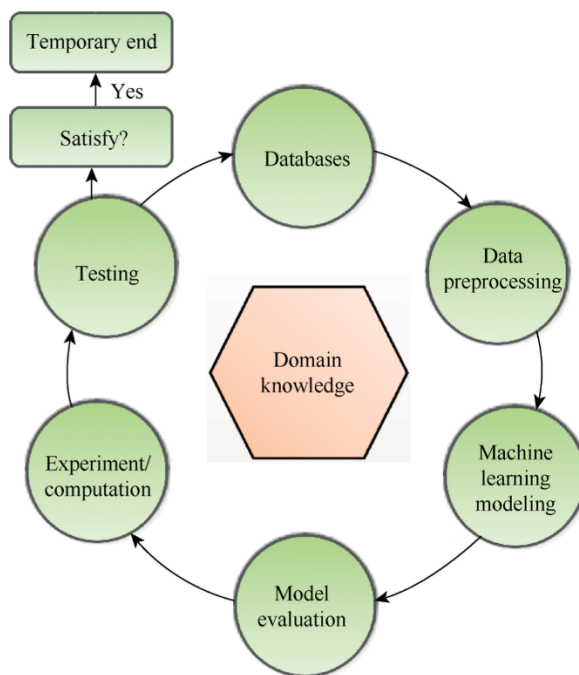 Temporary end
Yes
Satisfy?
Databases
Testing
Data
preprocessing
Domain
knowledge
Experiment/
computation
Machine
learning
modeling
Model
evaluation